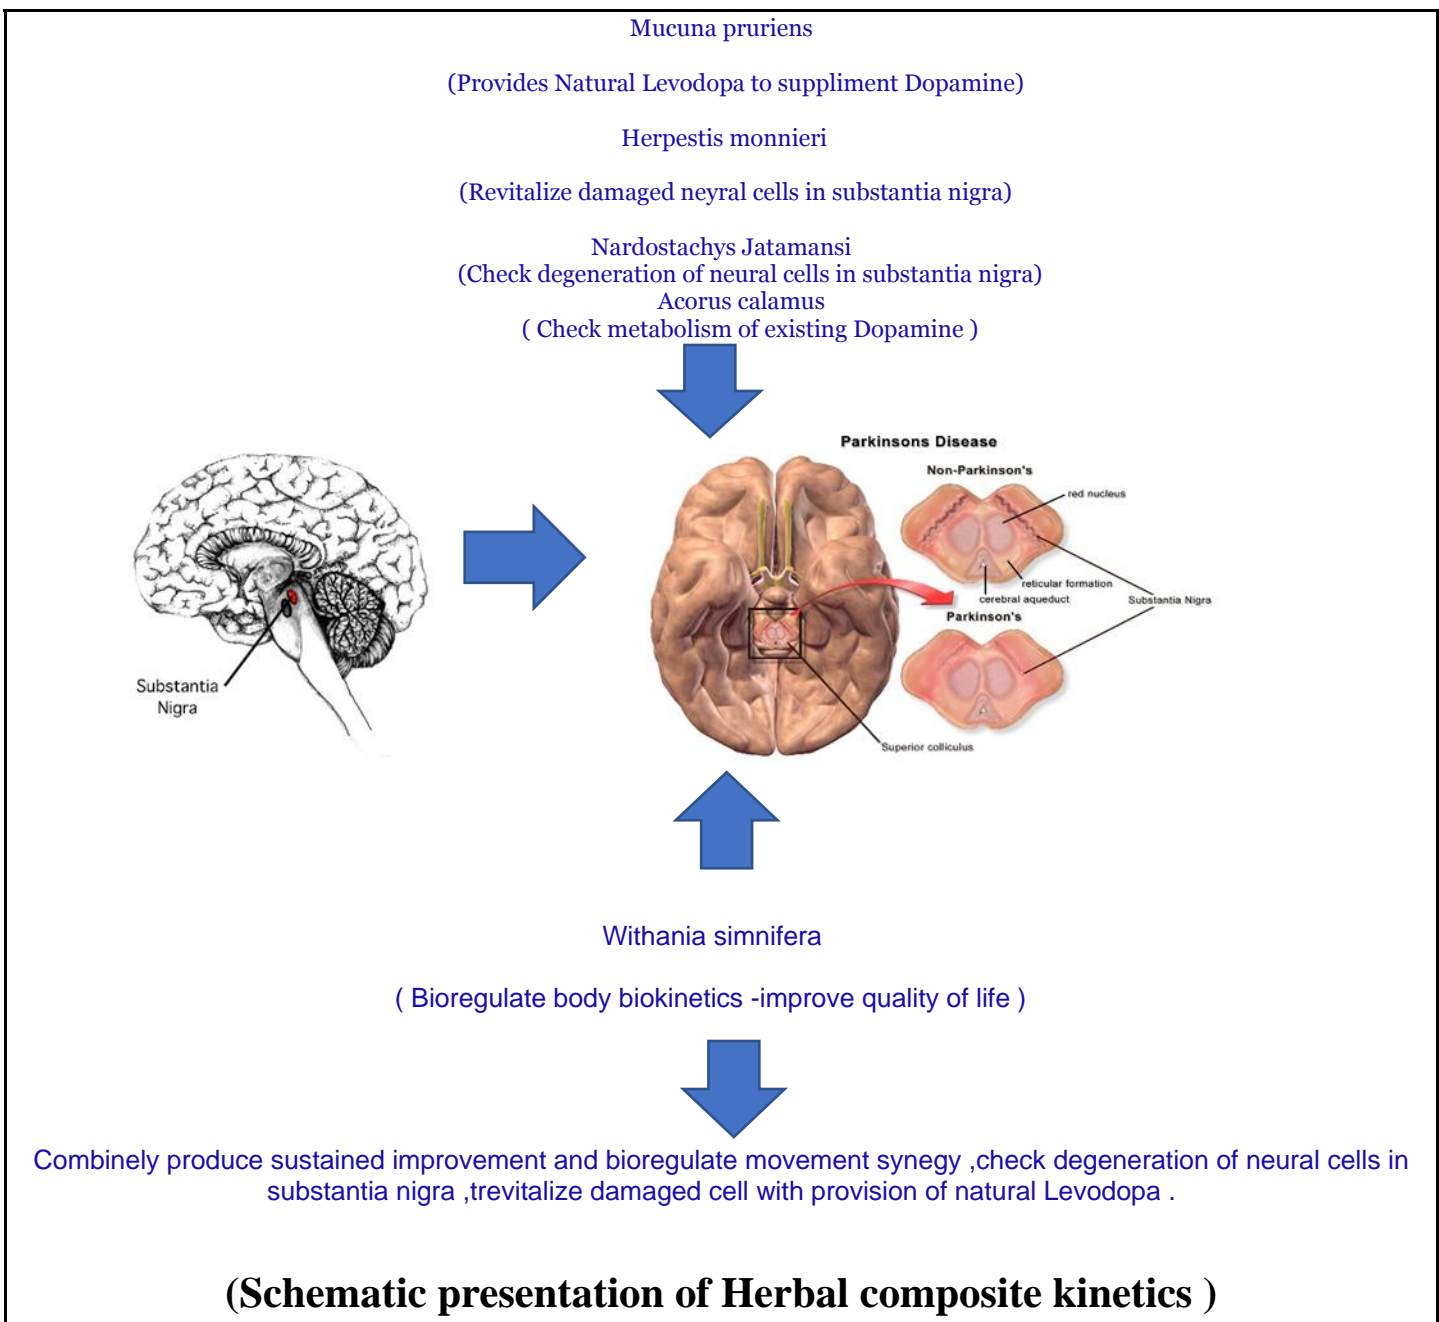 Mucuna pruriens
(Provides Natural Levodopa to suppliment Dopamine)
Herpestis monnieri
(Revitalize damaged neyral cells in substantia nigra)
Nardostachys Jatamansi
(Check degeneration of neural cells in substantia nigra)
Acorus calamus
( Check metabolism of existing Dopamine )
Substantia
Nigra
Parkinsons Disease
Non-Parkinson's
red nucleus
reticular formation
cerebral aqueduct
Substantia Nigra
Parkinson's
Superior colliculus
Withania simnifera
( Bioregulate body biokinetics -improve quality of life )
Combinely produce sustained improvement and bioregulate movement synegy ,check degeneration of neural cells in
substantia nigra ,trevitalize damaged cell with provision of natural Levodopa .
(Schematic presentation of Herbal composite kinetics )